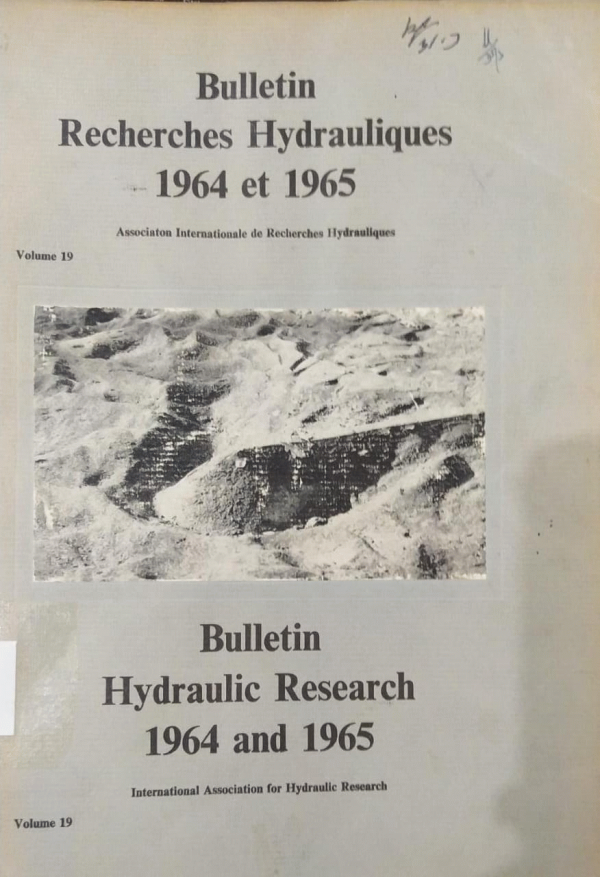 Bulletin
Recherches Hydrauliques
1964 et 1965
Associaton Internationale de Recherches Hydrauliques
Volume 19
Bulletin
Hydraulic Research
1964 and 1965
International Association for Hydraulic Research
Volume 19